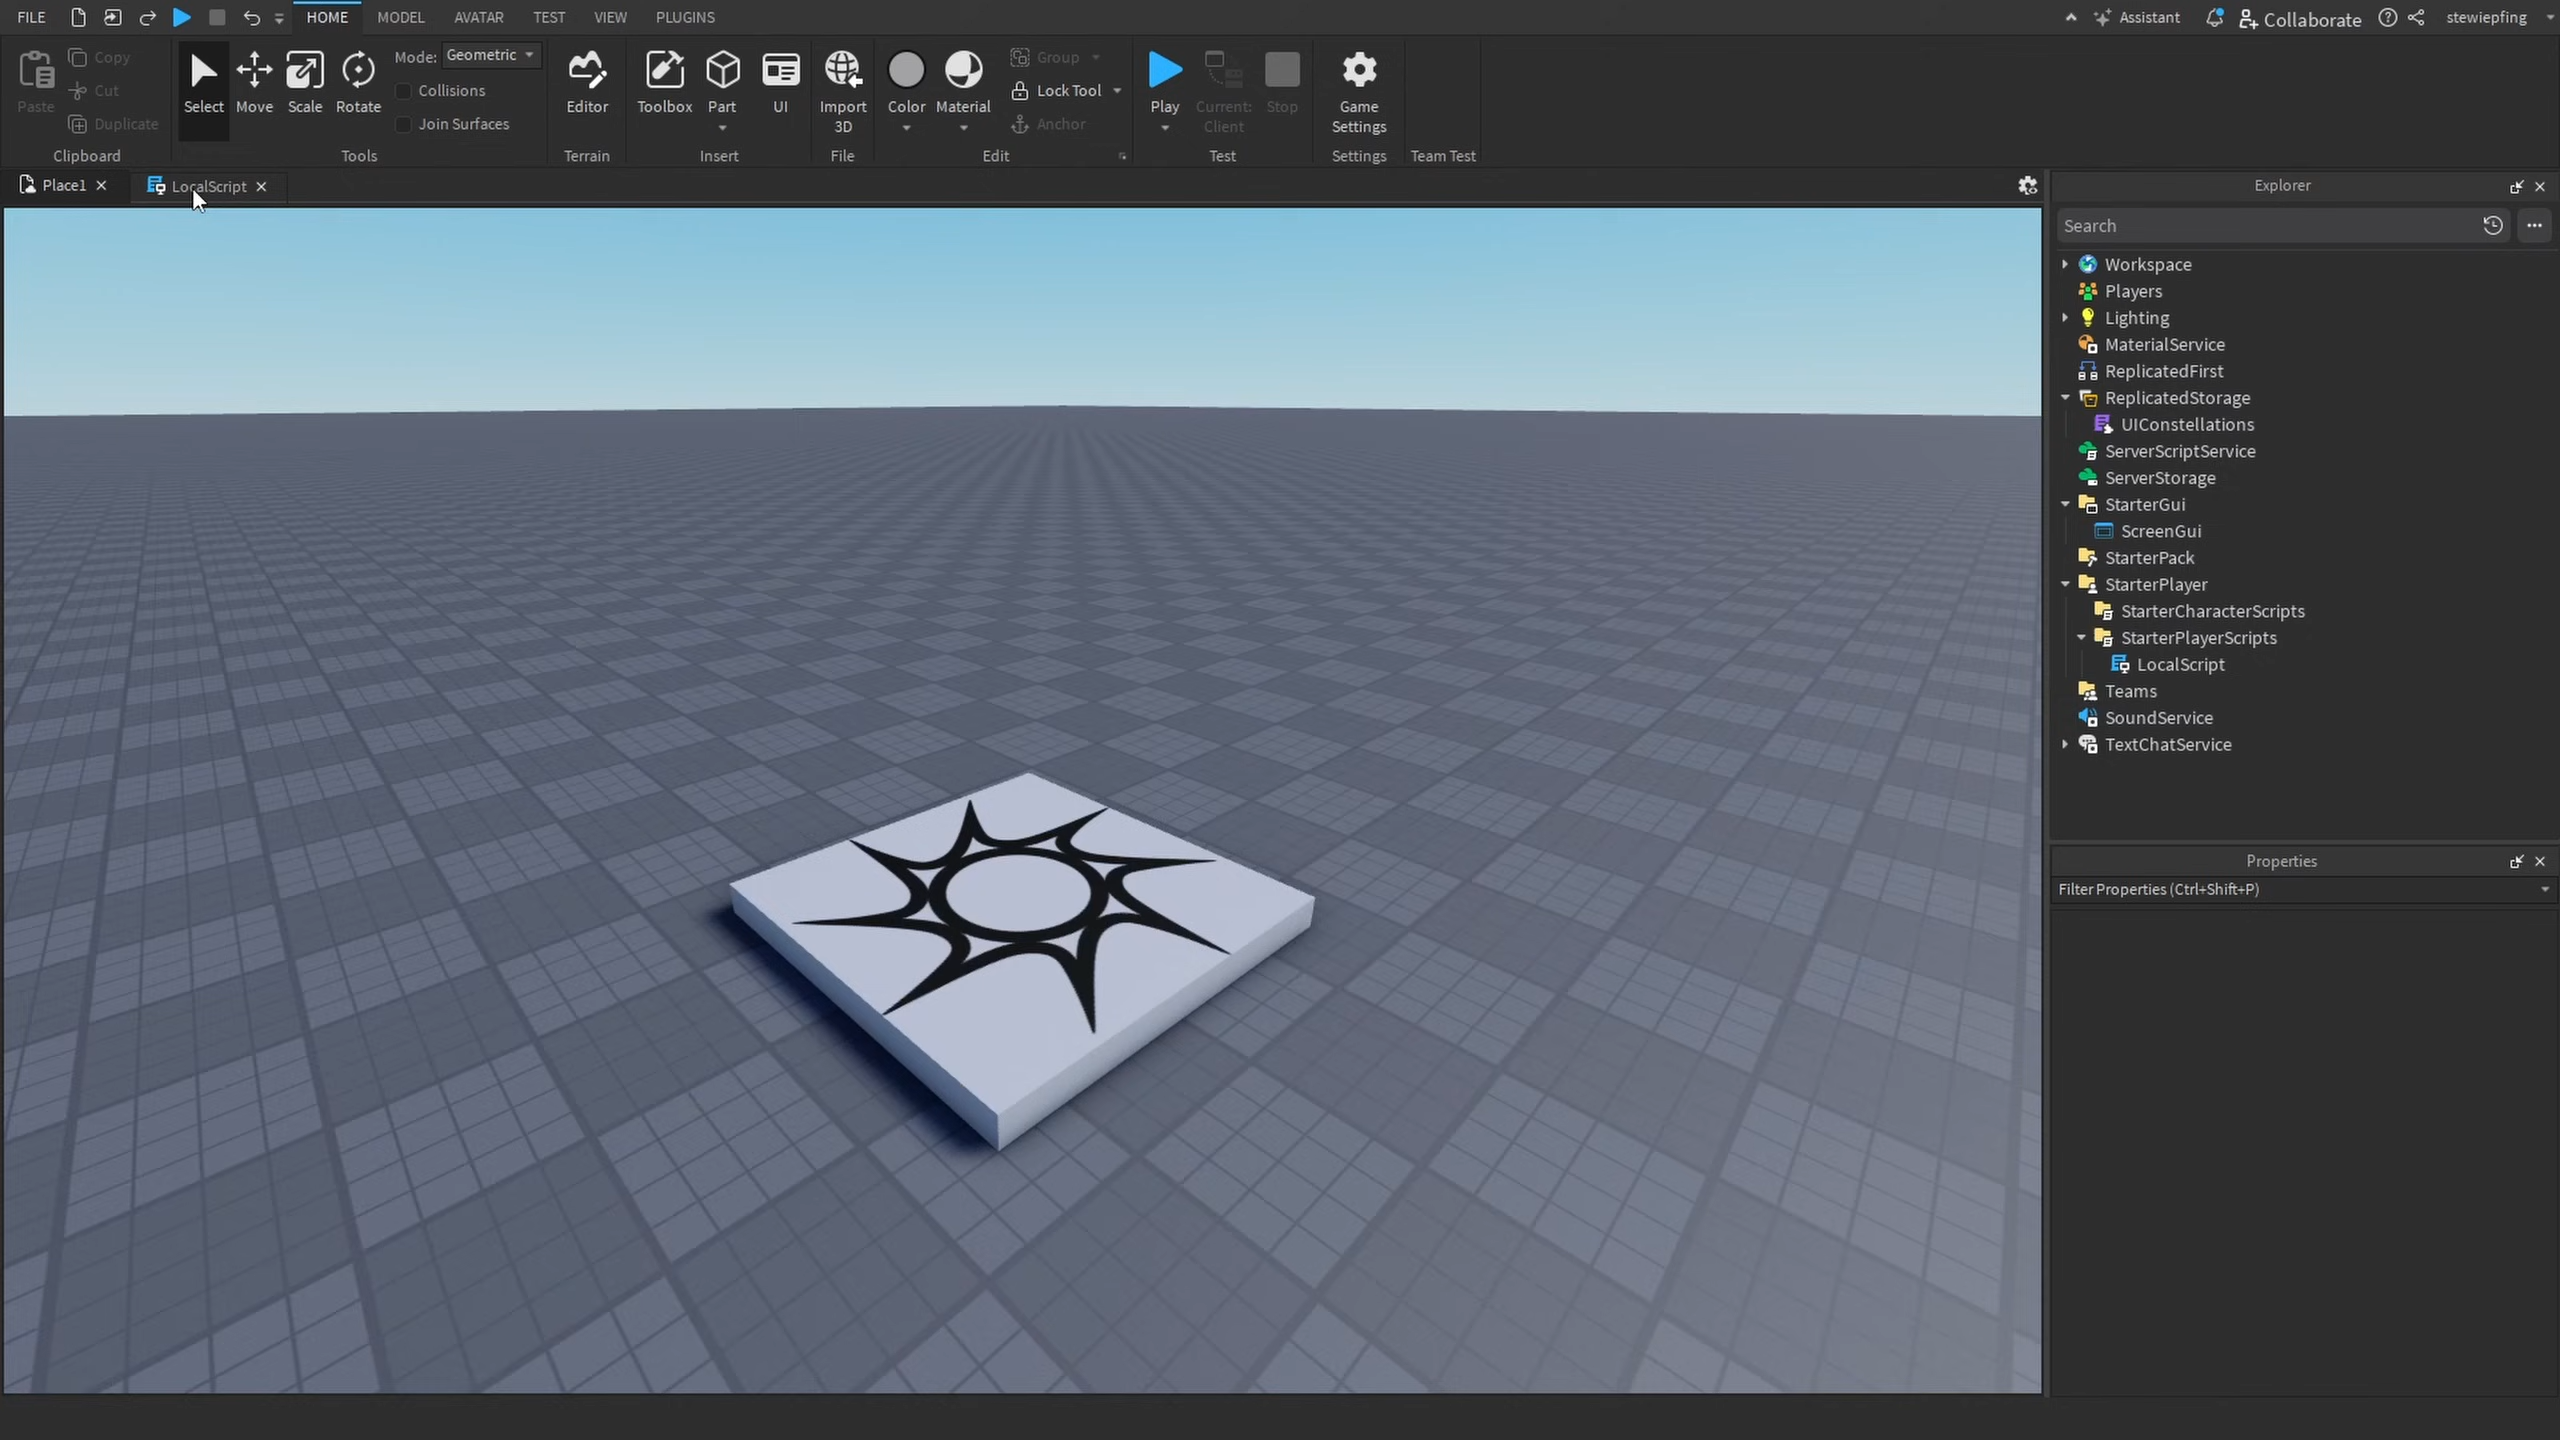 FILE HOME MODEL AVATAR TEST VIEW PLUGINS Assistant Collaborate stewiepfing
Paste Copy Cut Duplicate
Clipboard
Select Move Scale Rotate Mode: Geometric
Collisions
Join Surfaces
Tools
Editor
Terrain
Toolbox Part UI
Insert
Import
3D
File
Color Material Group
Lock Tool
Anchor
Edit
Play Current:
Client
Stop
Test
Game
Settings
Settings
Team Test
Place1 LocalScript
Explorer
Search
Workspace
Players
Lighting
MaterialService
ReplicatedFirst
ReplicatedStorage
UIConstellations
ServerScriptService
ServerStorage
StarterGui
ScreenGui
StarterPack
StarterPlayer
StarterCharacterScripts
StarterPlayerScripts
LocalScript
Teams
SoundService
TextChatService
Properties
Filter Properties (Ctrl+Shift+P)